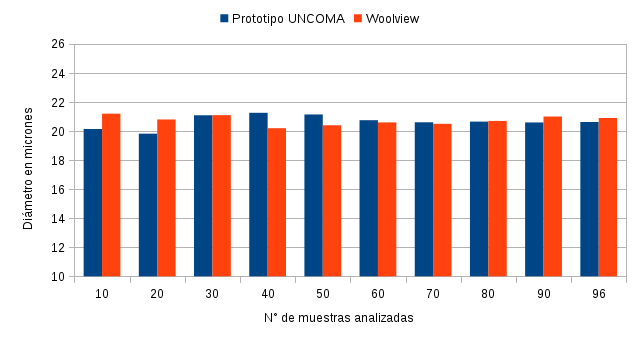 Prototipo UNCOMA Woolview
26
24
22
20
18
16
14
12
10
Diámetro en micrones
10 20 30 40 50 60 70 80 90 96
N° de muestras analizadas